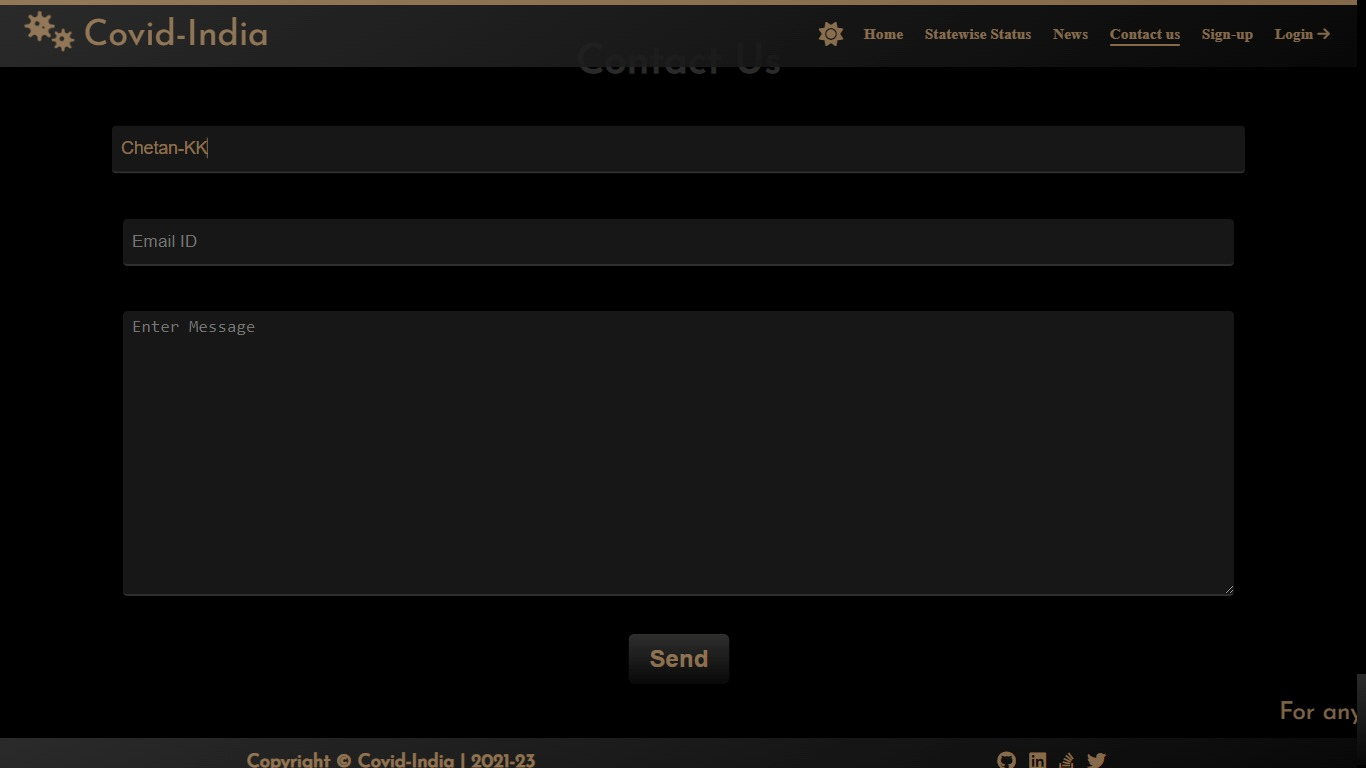 Covid-India
Home Statewise Status News Contact us Sign-up Login
Contact Us
Chetan-KK
Email ID
Enter Message
Send
For any
Copyright © Covid-India | 2021-23